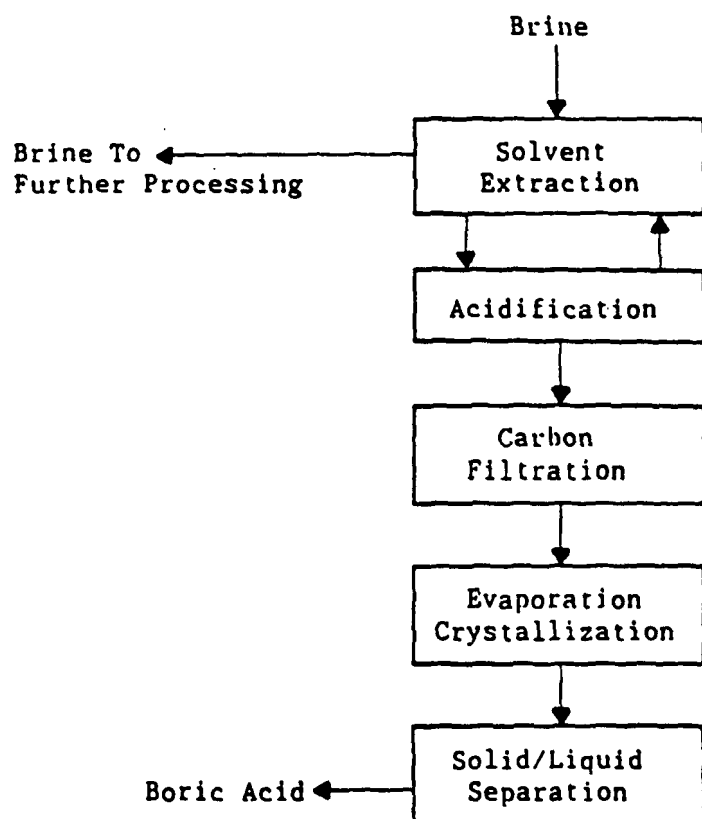 Brine
Brine To
Further Processing
Solvent
Extraction
Acidification
Carbon
Filtration
Evaporation
Crystallization
Solid/Liquid
Separation
Boric Acid